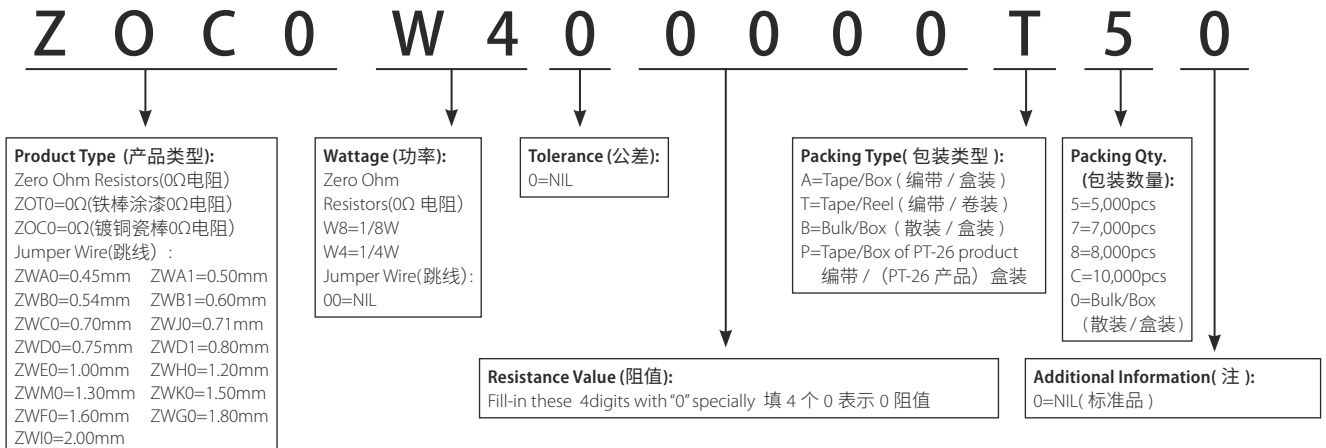 Z O C 0 W 4 0 0 0 0 0 T 5 0
Product Type (产品类型):
Zero Ohm Resistors(0Ω电阻)
ZOT0=0Ω(铁棒涂漆0Ω电阻)
ZOC0=0Ω(镀铜瓷棒0Ω电阻)
Jumper Wire(跳线）:
ZWA0=0.45mm ZWA1=0.50mm
ZWB0=0.54mm ZWB1=0.60mm
ZWC0=0.70mm ZWJ0=0.71mm
ZWD0=0.75mm ZWD1=0.80mm
ZWE0=1.00mm ZWH0=1.20mm
ZWM0=1.30mm ZWK0=1.50mm
ZWF0=1.60mm ZWG0=1.80mm
ZWI0=2.00mm
Wattage (功率):
Zero Ohm
Resistors(0Ω 电阻)
W8=1/8W
W4=1/4W
Jumper Wire(跳线):
00=NIL
Tolerance (公差):
0=NIL
Resistance Value (阻值):
Fill-in these 4digits with “0” specially 填 4 个 0 表示 0 阻值
Packing Type( 包装类型 ):
A=Tape/Box ( 编带 / 盒装 )
T=Tape/Reel ( 编带 / 卷装 )
B=Bulk/Box ( 散装 / 盒装 )
P=Tape/Box of PT-26 product
编带 /（PT-26 产品）盒装
Packing Qty.
(包装数量):
5=5,000pcs
7=7,000pcs
8=8,000pcs
C=10,000pcs
0=Bulk/Box
（散装/盒装）
Additional Information( 注 ):
0=NIL( 标准品 )